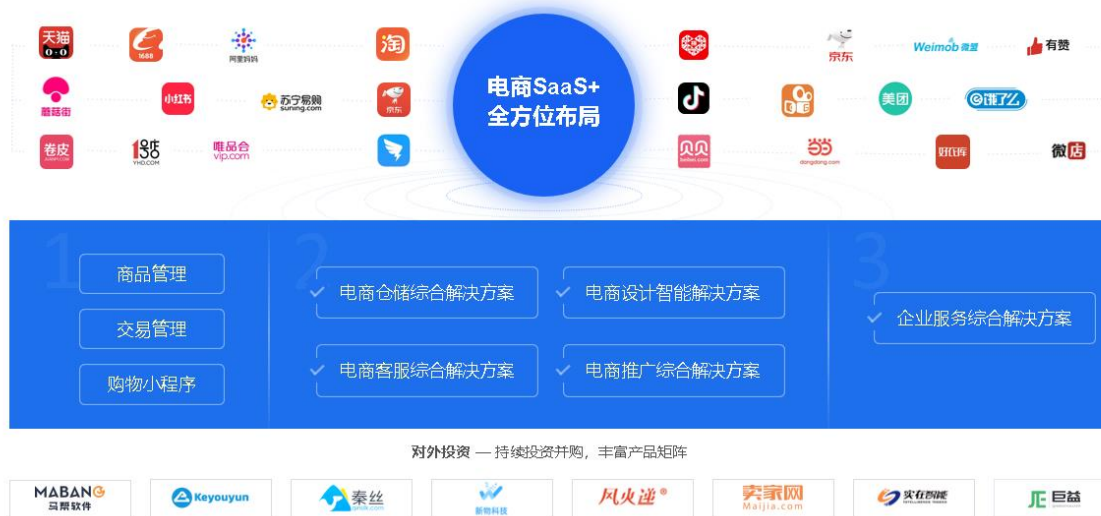 天猫
1688
阿里妈妈
淘
京东
Weimob 微盟
有赞
电商SaaS+
全方位布局
蘑菇街
小红书
苏宁易购
suning.com
京东
美团
饿了么
卷皮
JUANPI.COM
1号店
YHD.COM
唯品会
vip.com
贝贝
beibei.com
当当
dangdang.com
好衣库
微店
1
2
3
商品管理
交易管理
购物小程序
电商仓储综合解决方案
电商设计智能解决方案
电商客服综合解决方案
电商推广综合解决方案
企业服务综合解决方案
对外投资 — 持续投资并购，丰富产品矩阵
MABANG
马帮软件
Keyouyun
秦丝
新物科技
风火递®
卖家网
Maijia.com
实在智能
巨益